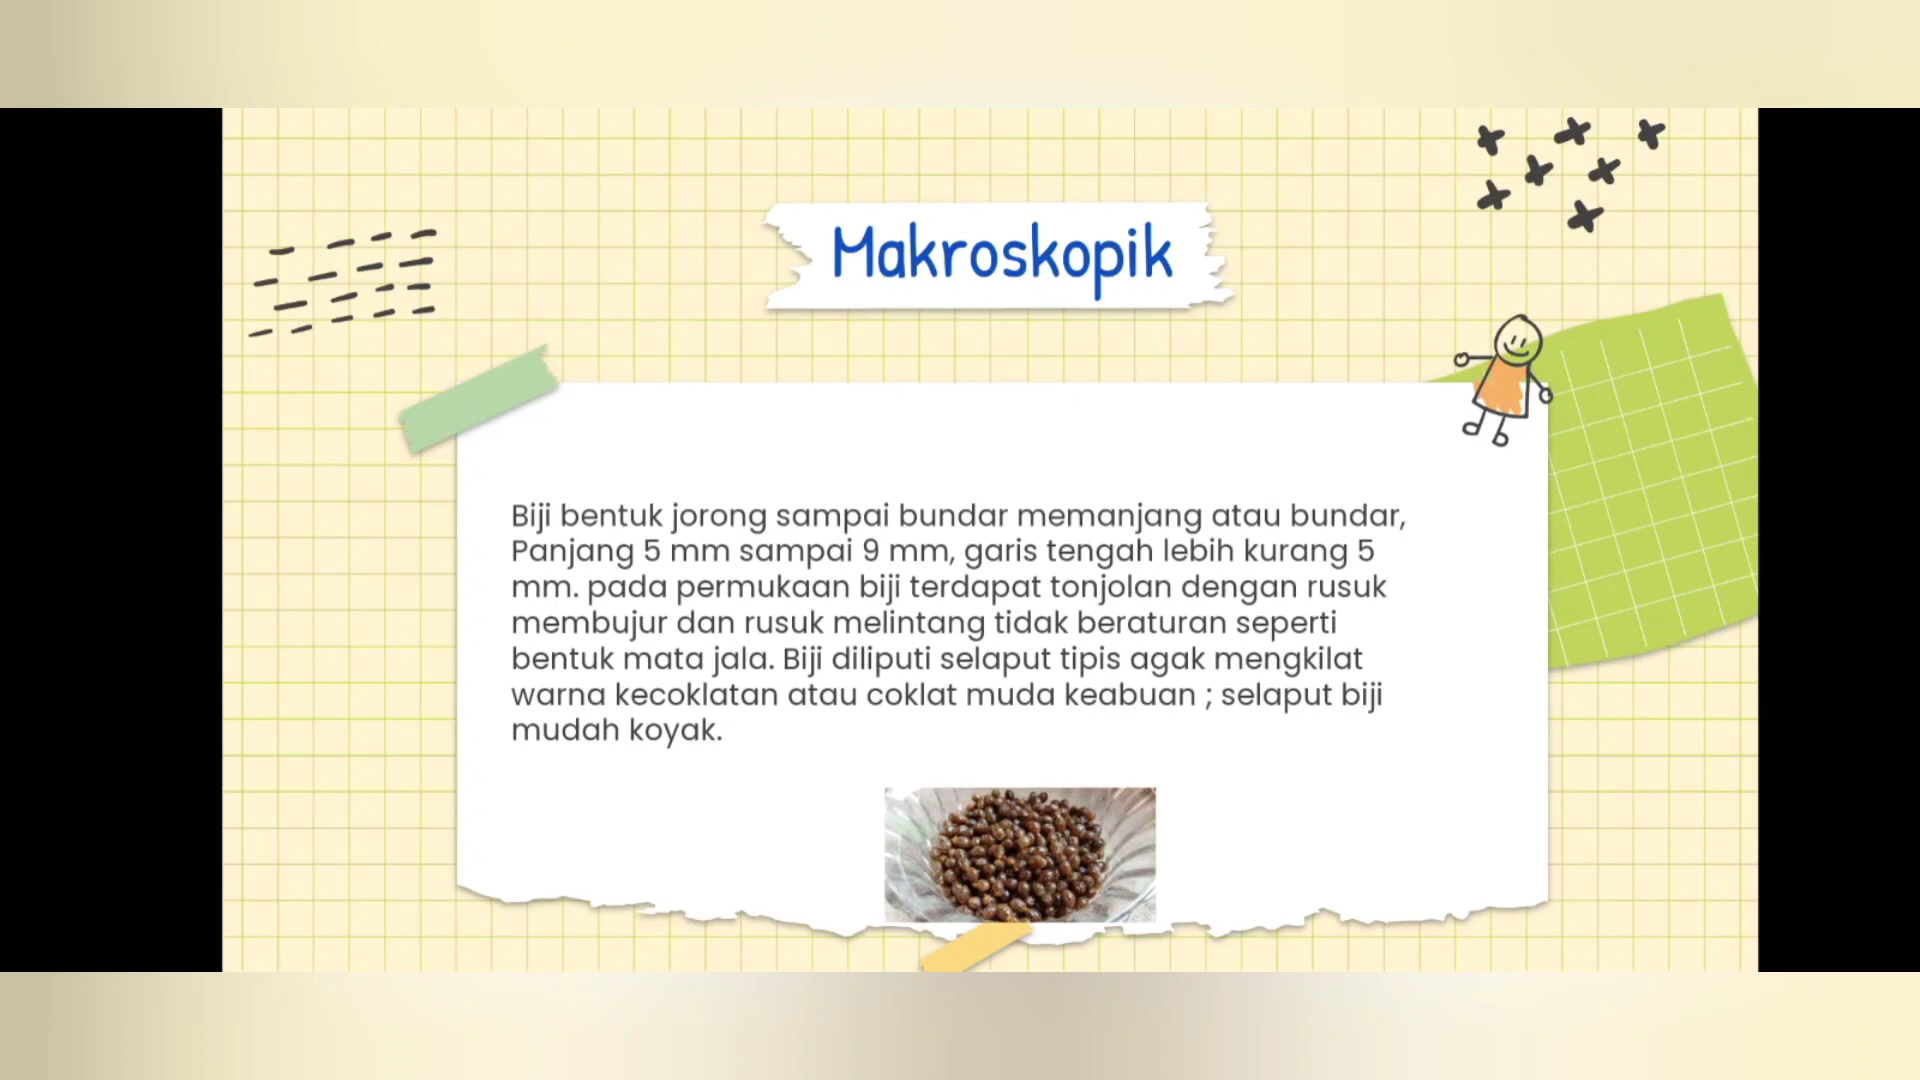 Makroskopik
Biji bentuk jorong sampai bundar memanjang atau bundar,
Panjang 5 mm sampai 9 mm, garis tengah lebih kurang 5
mm. pada permukaan biji terdapat tonjolan dengan rusuk
membujur dan rusuk melintang tidak beraturan seperti
bentuk mata jala. Biji diliputi selaput tipis agak mengkilat
warna kecoklatan atau coklat muda keabuan ; selaput biji
mudah koyak.